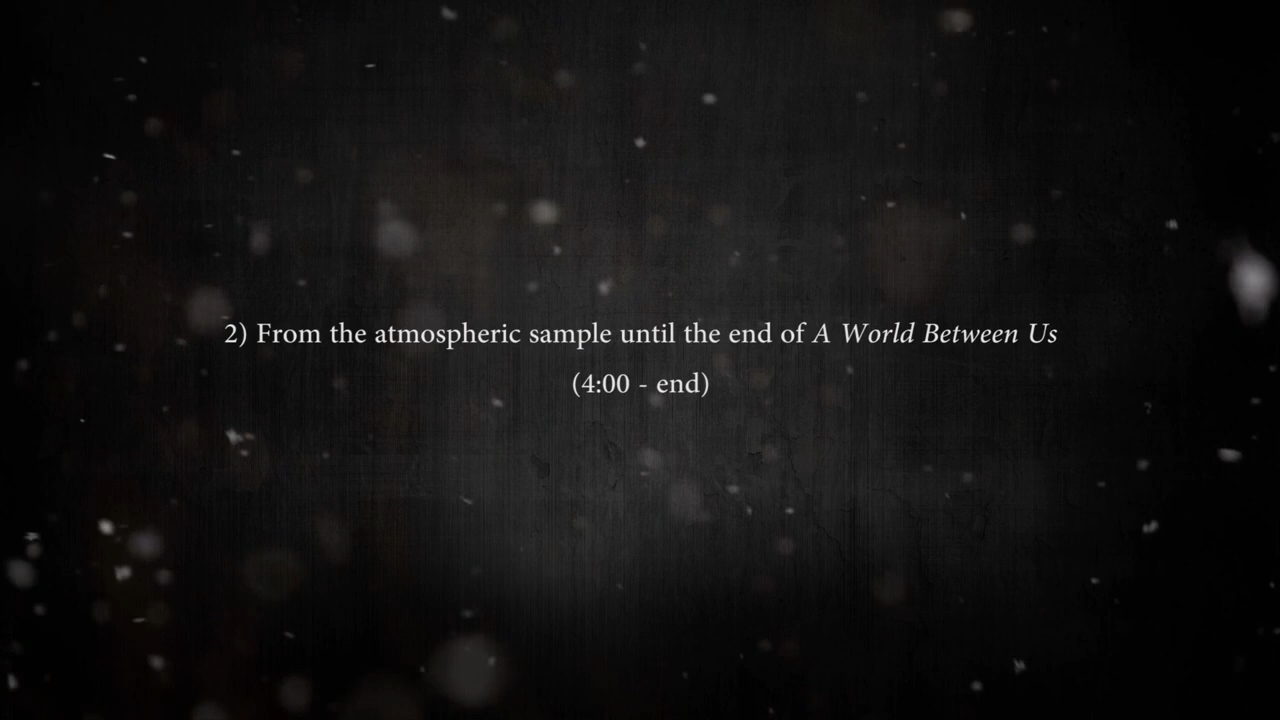 2) From the atmospheric sample until the end of A World Between Us
(4:00 - end)